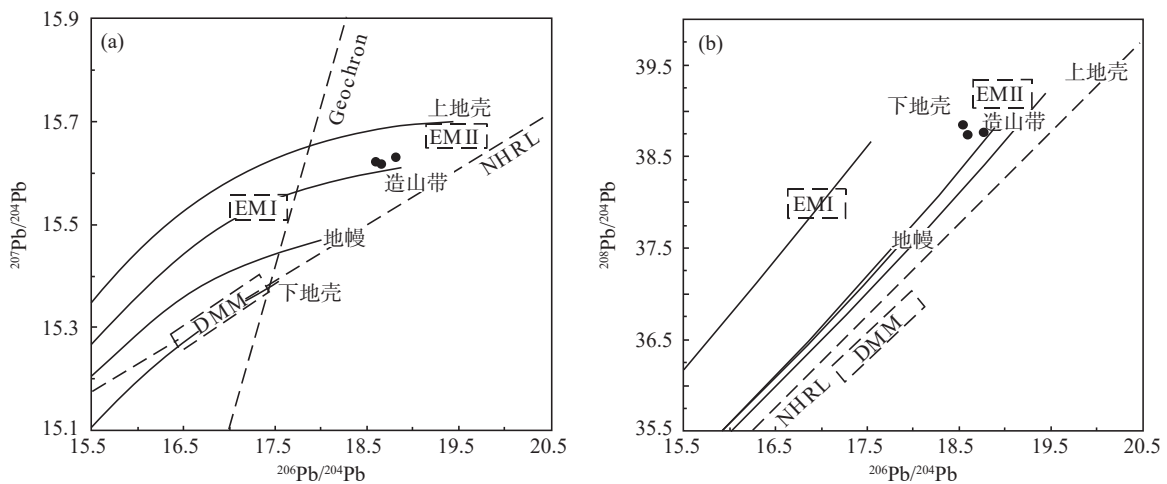 (a)
15.9
15.7
15.5
15.3
15.1
²⁰⁷Pb/²⁰⁴Pb
15.5
16.5
17.5
18.5
19.5
20.5
²⁰⁶Pb/²⁰⁴Pb
Geochron
上地壳
EMII
NHRL
造山带
EMI
地幔
DMM
下地壳
(b)
39.5
38.5
37.5
36.5
35.5
²⁰⁸Pb/²⁰⁴Pb
15.5
16.5
17.5
18.5
19.5
20.5
²⁰⁶Pb/²⁰⁴Pb
上地壳
下地壳
EMII
造山带
EMI
地幔
DMM
NHRL